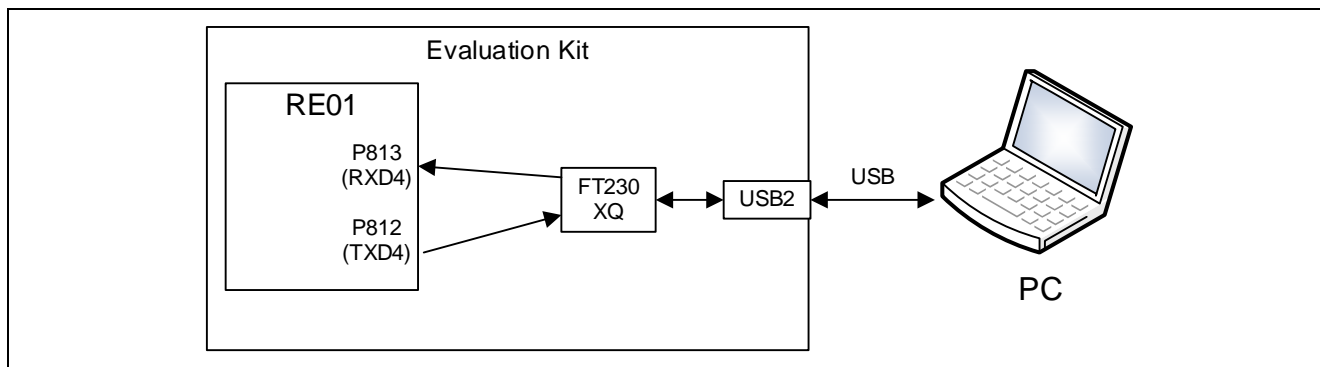 Evaluation Kit
RE01
P813
(RXD4)
P812
(TXD4)
FT230
XQ
USB2
USB
PC